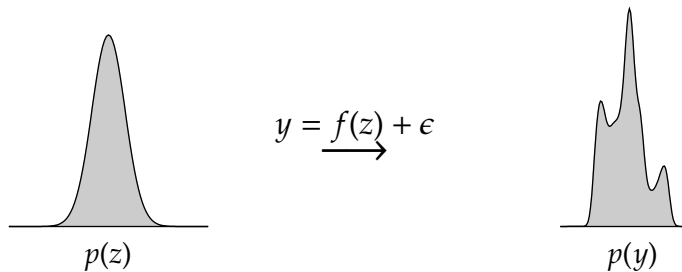 y = f(z) + ϵ
p(z)
p(y)